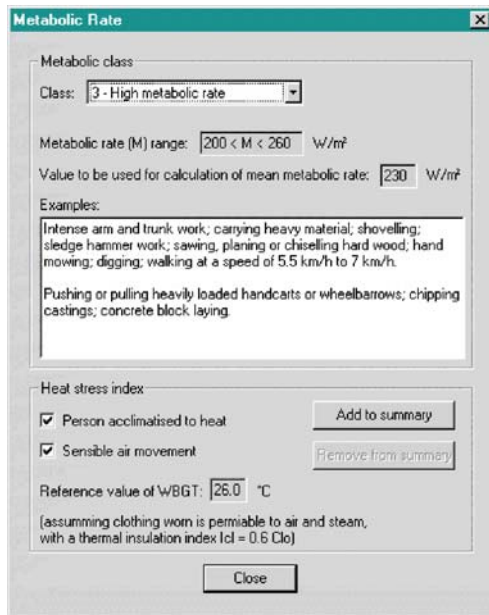 Metabolic Rate
Metabolic class
Class: 3 - High metabolic rate
Metabolic rate (M) range: 200 < M < 260 W/m²
Value to be used for calculation of mean metabolic rate: 230 W/m²
Examples:
Intense arm and trunk work; carrying heavy material; shovelling;
sledge hammer work; sawing, planing or chiselling hard wood; hand
mowing; digging; walking at a speed of 5.5 km/h to 7 km/h.
Pushing or pulling heavily loaded handcarts or wheelbarrows; chipping
castings; concrete block laying.
Heat stress index
Person acclimatised to heat
Add to summary
Sensible air movement
Remove from summary
Reference value of WBGT: 26.0 °C
(assumming clothing worn is permiable to air and steam,
with a thermal insulation index Icl = 0.6 Clo)
Close